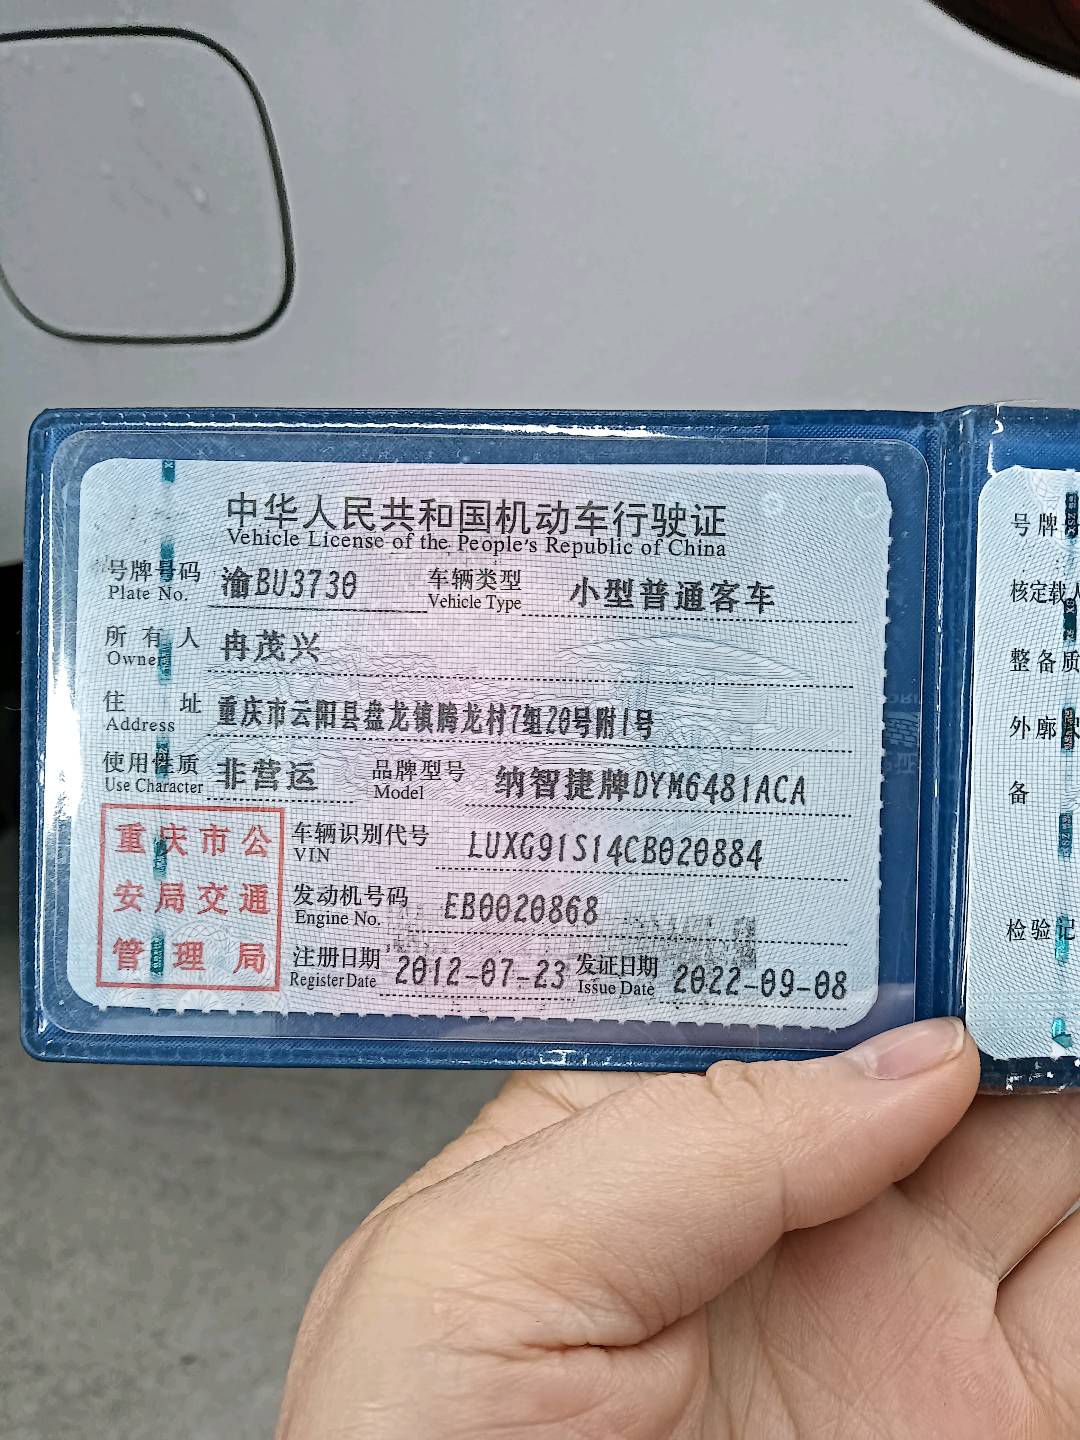 中华人民共和国机动车行驶证
Vehicle License of the People's Republic of China
号牌号码 渝BU3730 车辆类型 小型普通客车
Plate No. Vehicle Type
所有人 冉茂兴
Owner
住址 重庆市云阳县盘龙镇腾龙村7组20号附1号
Address
使用性质 非营运 品牌型号 纳智捷牌DYM6481ACA
Use Character Model
重庆市公
安局交通
管理局
车辆识别代号 LUXG91S14CB020884
VIN
发动机号码 EB0020868
Engine No.
注册日期 2012-07-23 发证日期 2022-09-08
Register Date Issue Date
号牌
核定载人
整备质
外廓
备
检验记